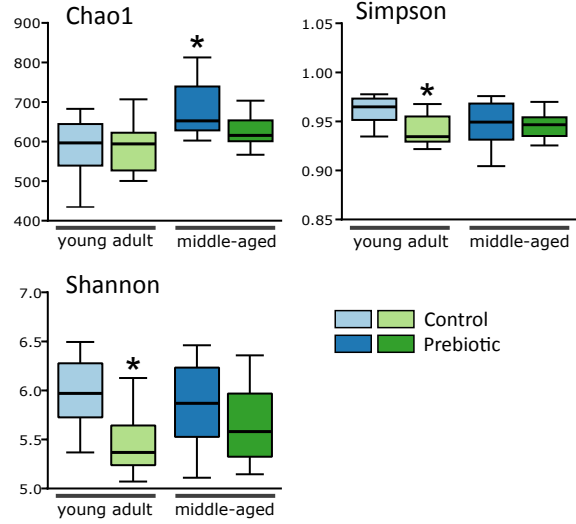 Chao1
900
800
700
600
500
400
*
young adult
middle-aged
Simpson
1.05
1.00
0.95
0.90
0.85
*
young adult
middle-aged
Shannon
7.0
6.5
6.0
5.5
5.0
*
young adult
middle-aged
Control
Prebiotic